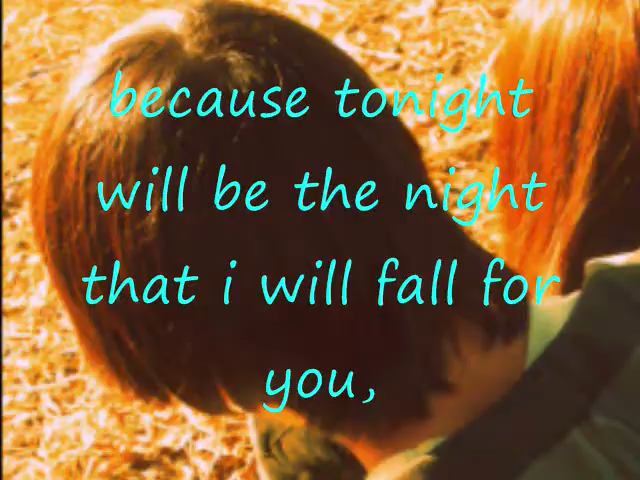 because tonight
will be the night
that i will fall for
you,